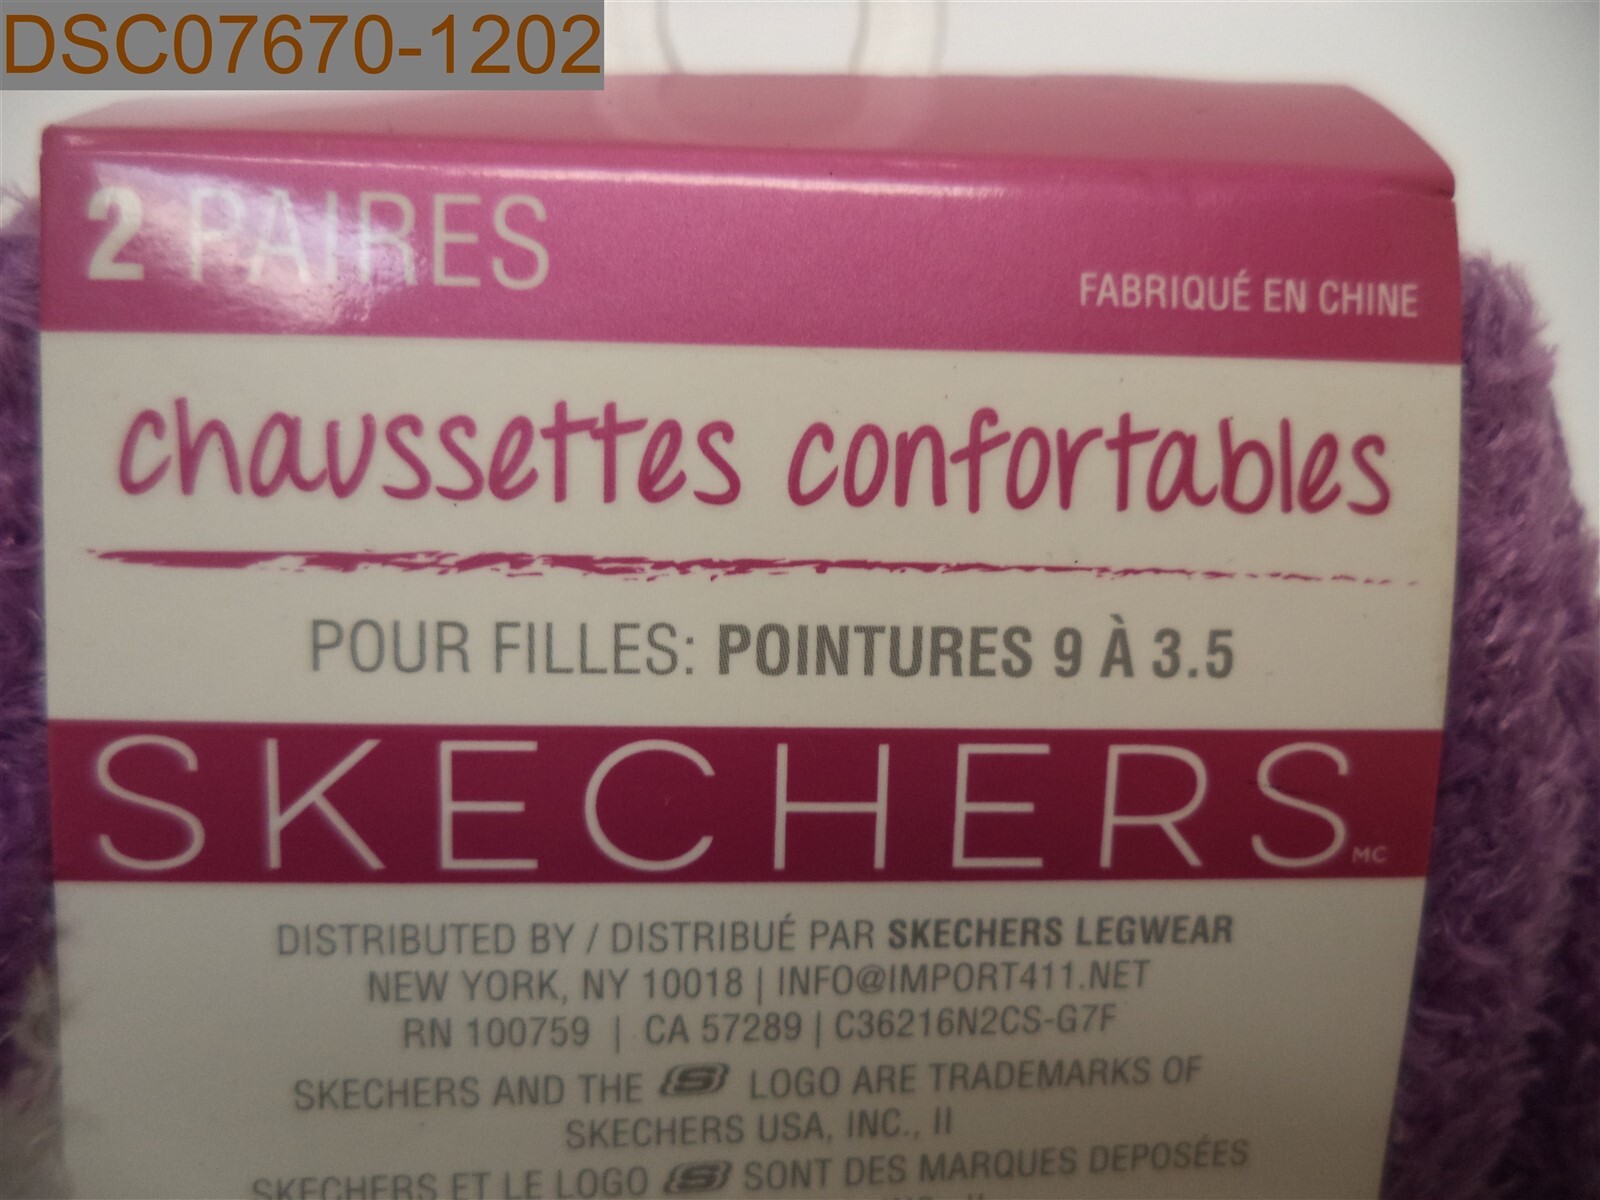 DSC07670-1202
2 PAIRES
FABRIQUÉ EN CHINE
chaussettes confortables
POUR FILLES: POINTURES 9 À 3.5
SKECHERS MC
DISTRIBUTED BY / DISTRIBUÉ PAR SKECHERS LEGWEAR
NEW YORK, NY 10018 | INFO@IMPORT411.NET
RN 100759 | CA 57289 | C36216N2CS-G7F
SKECHERS AND THE S LOGO ARE TRADEMARKS OF
SKECHERS USA, INC., II
SKECHERS ET LE LOGO S SONT DES MARQUES DEPOSÉES